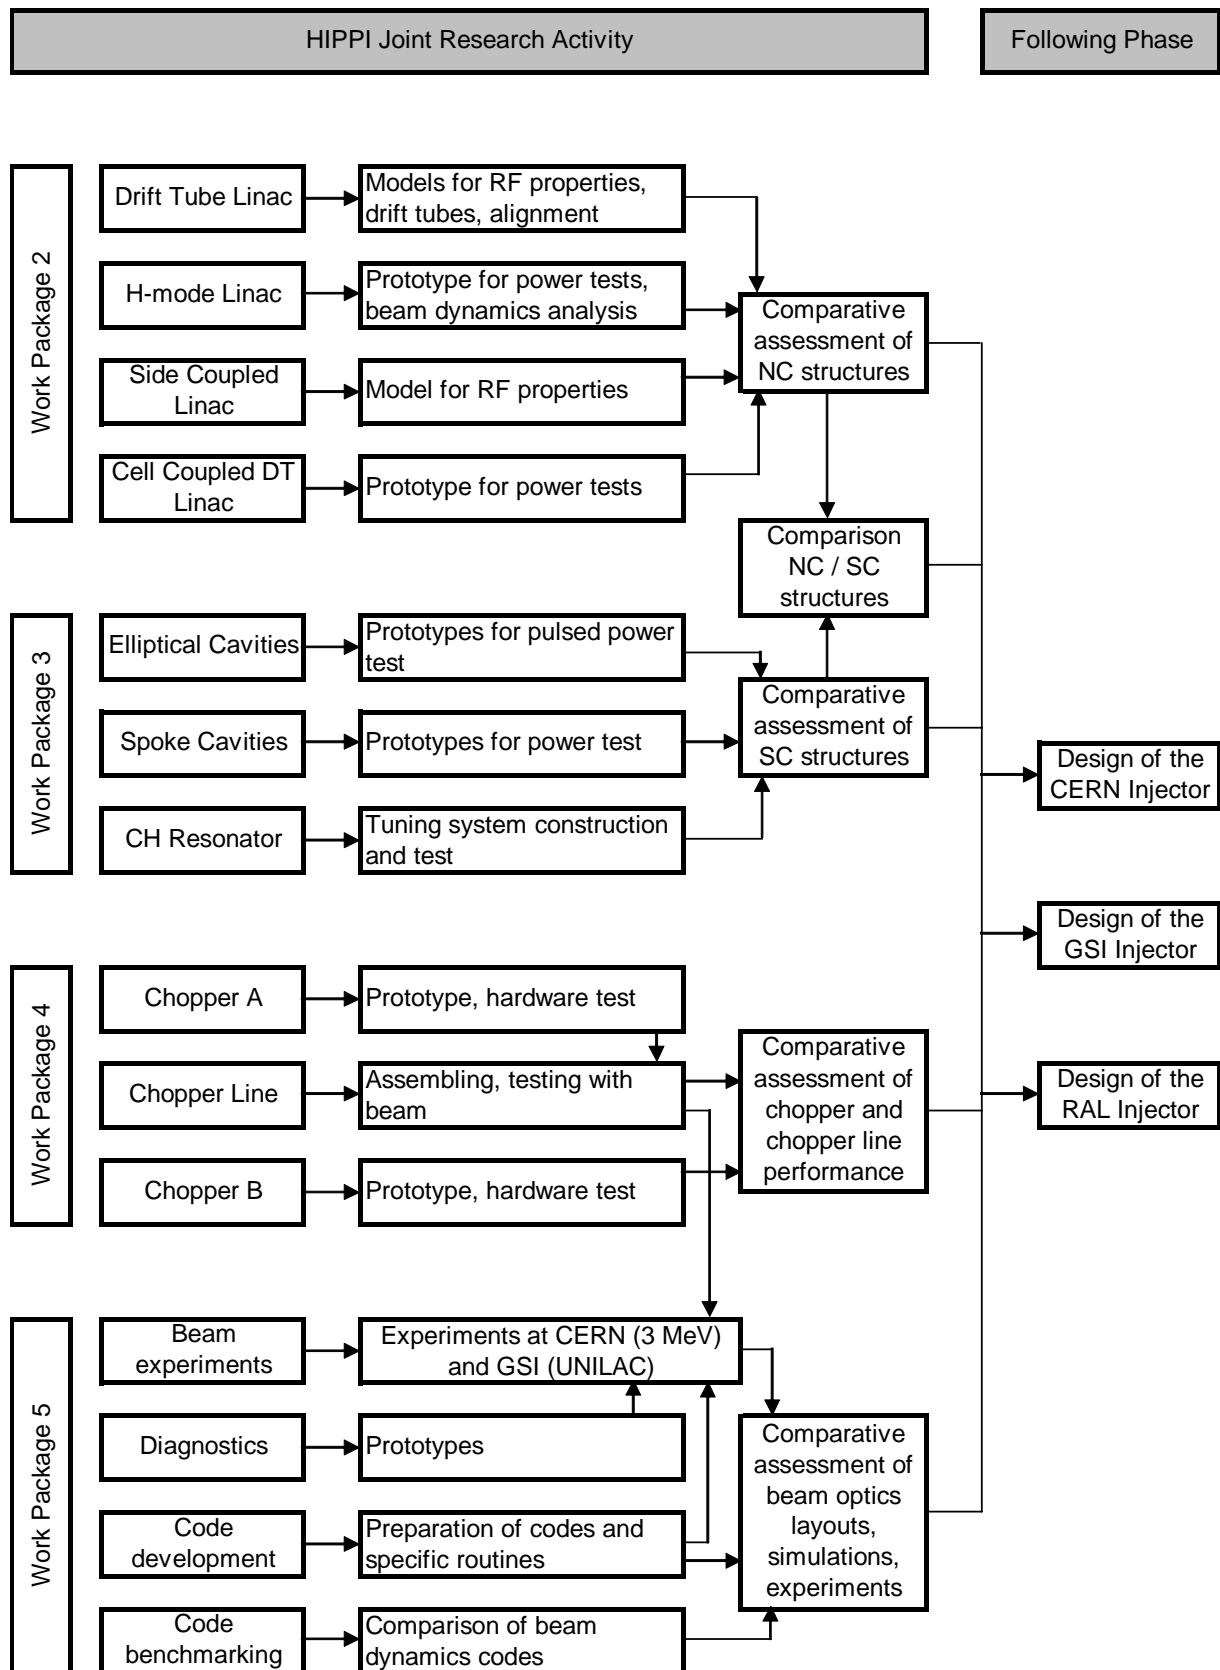 HIPPI Joint Research Activity
Following Phase
Work Package 2
Drift Tube Linac
Models for RF properties,
drift tubes, alignment
H-mode Linac
Prototype for power tests,
beam dynamics analysis
Side Coupled
Linac
Model for RF properties
Cell Coupled DT
Linac
Prototype for power tests
Comparative
assessment of
NC structures
Comparison
NC / SC
structures
Work Package 3
Elliptical Cavities
Prototypes for pulsed power
test
Spoke Cavities
Prototypes for power test
CH Resonator
Tuning system construction
and test
Comparative
assessment of
SC structures
Design of the
CERN Injector
Design of the
GSI Injector
Design of the
RAL Injector
Work Package 4
Chopper A
Prototype, hardware test
Chopper Line
Assembling, testing with
beam
Chopper B
Prototype, hardware test
Comparative
assessment of
chopper and
chopper line
performance
Work Package 5
Beam
experiments
Experiments at CERN (3 MeV)
and GSI (UNILAC)
Diagnostics
Prototypes
Code
development
Preparation of codes and
specific routines
Code
benchmarking
Comparison of beam
dynamics codes
Comparative
assessment of
beam optics
layouts,
simulations,
experiments